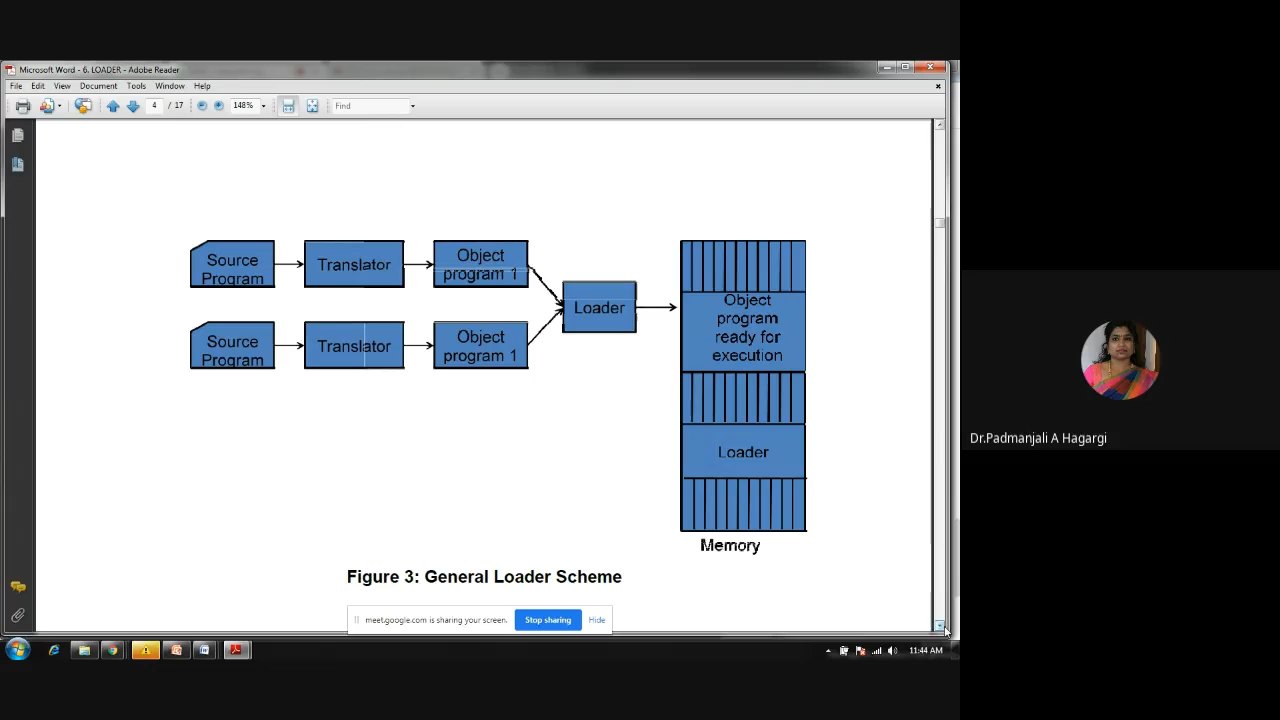 Microsoft Word - 6. LOADER - Adobe Reader
File Edit View Document Tools Window Help
4 / 17 148% Find
Source Program
Translator
Object program 1
Source Program
Translator
Object program 1
Loader
Object program ready for execution
Loader
Memory
Figure 3: General Loader Scheme
meet.google.com is sharing your screen. Stop sharing Hide
11:44 AM
Dr.Padmanjali A Hagargi